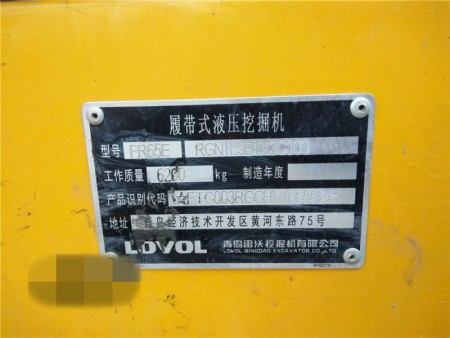 履带式液压挖掘机
型号 FR65E
工作质量 6200 kg 制造年度
产品识别代码
地址 青岛经济技术开发区黄河东路75号
LOVOL 青岛雷沃挖掘机有限公司
LOVOL QINGDAO EXCAVATOR CO.,LTD